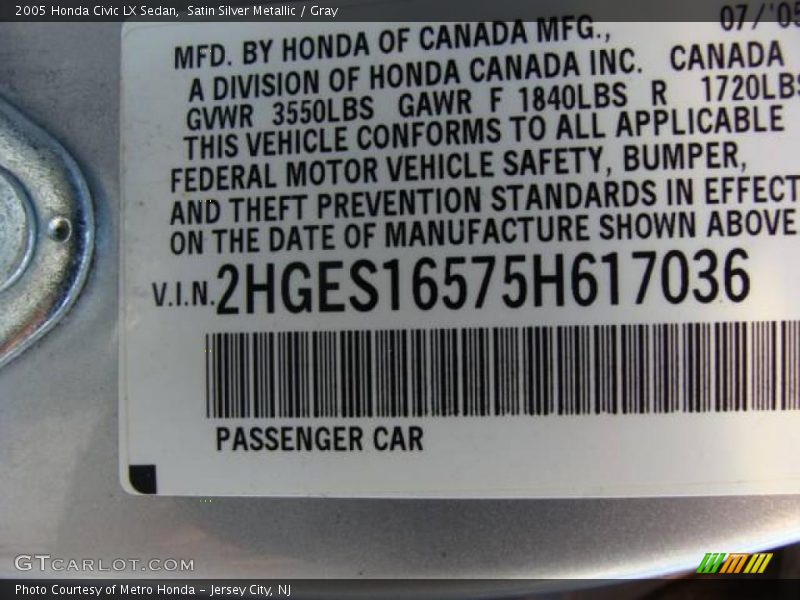 2005 Honda Civic LX Sedan, Satin Silver Metallic / Gray
07/'05
MFD. BY HONDA OF CANADA MFG.,
A DIVISION OF HONDA CANADA INC. CANADA
GVWR 3550LBS GAWR F 1840LBS R 1720LBS
THIS VEHICLE CONFORMS TO ALL APPLICABLE
FEDERAL MOTOR VEHICLE SAFETY, BUMPER,
AND THEFT PREVENTION STANDARDS IN EFFECT
ON THE DATE OF MANUFACTURE SHOWN ABOVE
V.I.N. 2HGES16575H617036
PASSENGER CAR
GTCARLOT.COM
Photo Courtesy of Metro Honda - Jersey City, NJ